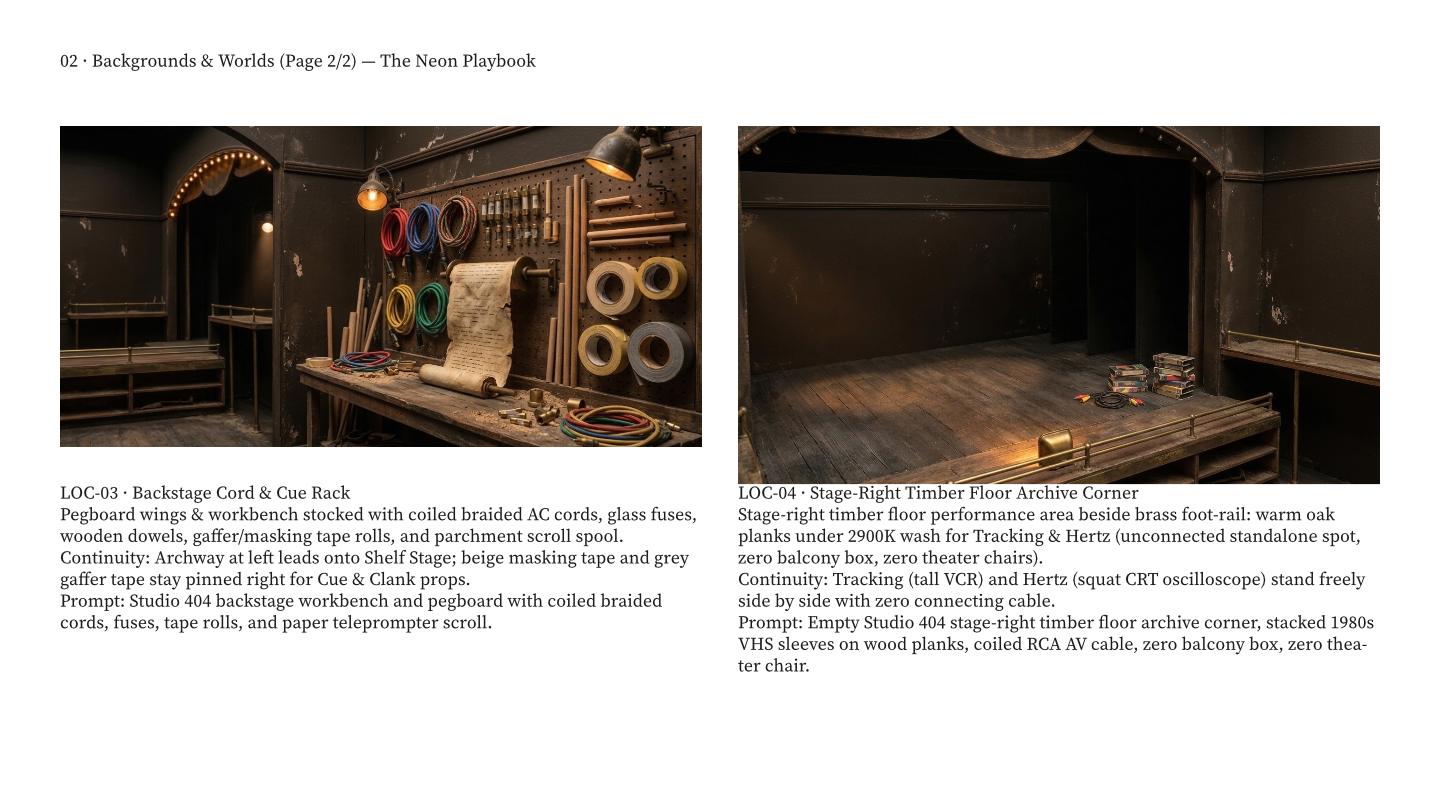 02 · Backgrounds & Worlds (Page 2/2) — The Neon Playbook
LOC-03 · Backstage Cord & Cue Rack
Pegboard wings & workbench stocked with coiled braided AC cords, glass fuses,
wooden dowels, gaffer/masking tape rolls, and parchment scroll spool.
Continuity: Archway at left leads onto Shelf Stage; beige masking tape and grey
gaffer tape stay pinned right for Cue & Clank props.
Prompt: Studio 404 backstage workbench and pegboard with coiled braided
cords, fuses, tape rolls, and paper teleprompter scroll.
LOC-04 · Stage-Right Timber Floor Archive Corner
Stage-right timber floor performance area beside brass foot-rail: warm oak
planks under 2900K wash for Tracking & Hertz (unconnected standalone spot,
zero balcony box, zero theater chairs).
Continuity: Tracking (tall VCR) and Hertz (squat CRT oscilloscope) stand freely
side by side with zero connecting cable.
Prompt: Empty Studio 404 stage-right timber floor archive corner, stacked 1980s
VHS sleeves on wood planks, coiled RCA AV cable, zero balcony box, zero thea-
ter chair.